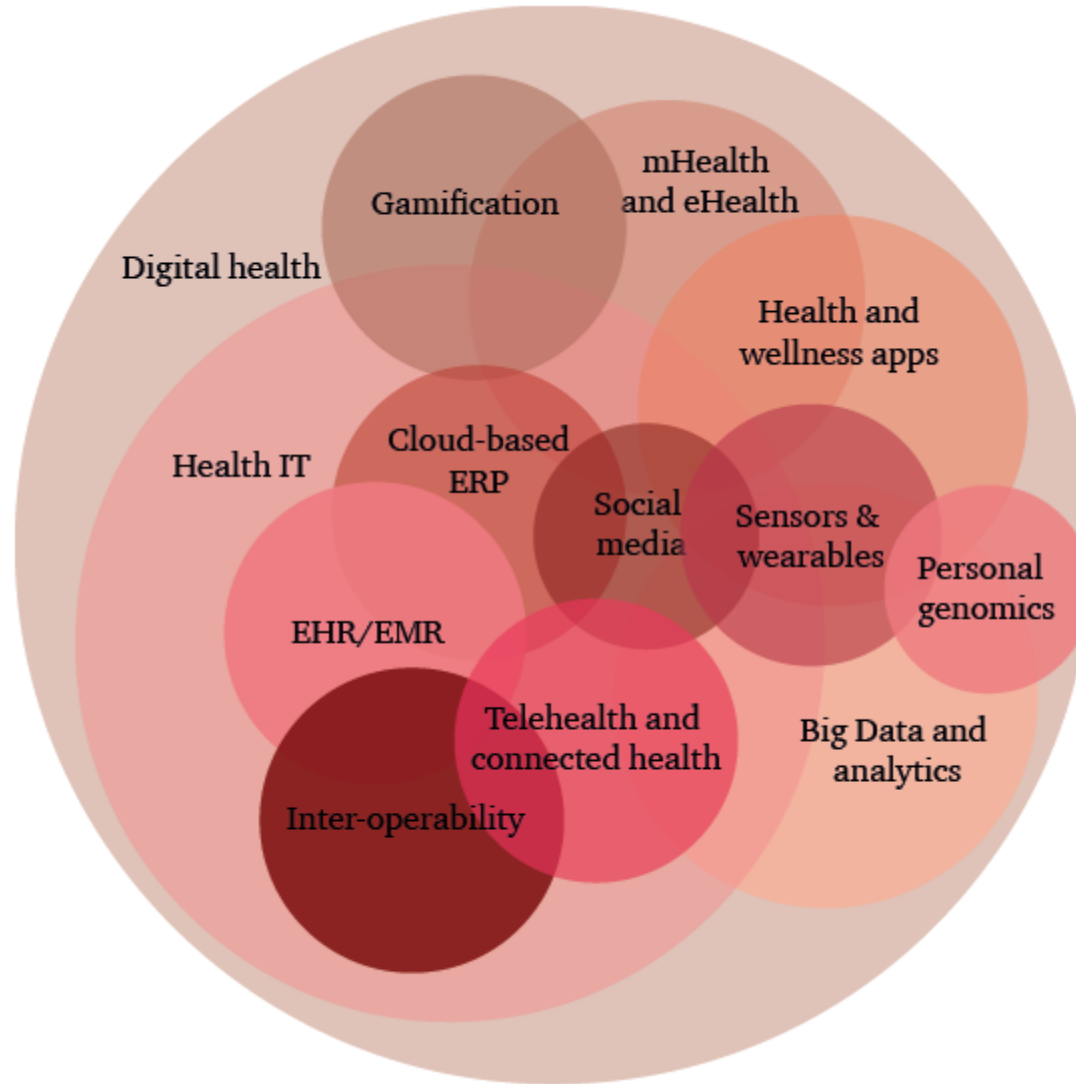 mHealth
and eHealth
Gamification
Digital health
Health and
wellness apps
Cloud-based
ERP
Health IT
Social
media
Sensors &
wearables
Personal
genomics
EHR/EMR
Telehealth and
connected health
Big Data and
analytics
Inter-operability